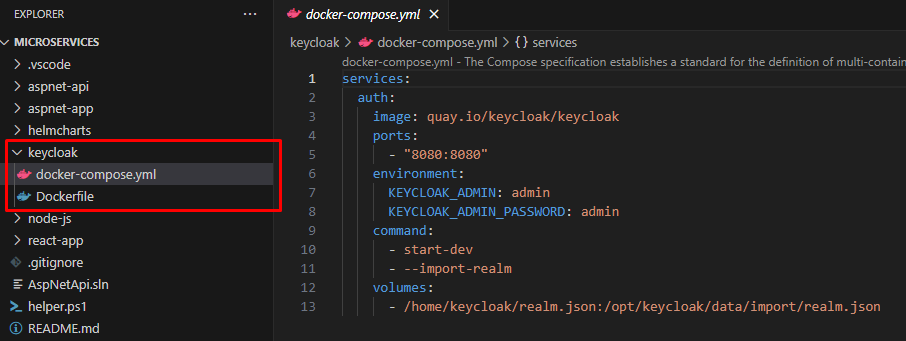 EXPLORER
MICROSERVICES
.vscode
aspnet-api
aspnet-app
helmcharts
keycloak
docker-compose.yml
Dockerfile
node-js
react-app
.gitignore
AspNetApi.sln
helper.ps1
README.md
docker-compose.yml
keycloak > docker-compose.yml > {} services
docker-compose.yml - The Compose specification establishes a standard for the definition of multi-contain
1 services:
2   auth:
3     image: quay.io/keycloak/keycloak
4     ports:
5       - "8080:8080"
6     environment:
7       KEYCLOAK_ADMIN: admin
8       KEYCLOAK_ADMIN_PASSWORD: admin
9     command:
10       - start-dev
11       - --import-realm
12     volumes:
13       - /home/keycloak/realm.json:/opt/keycloak/data/import/realm.json